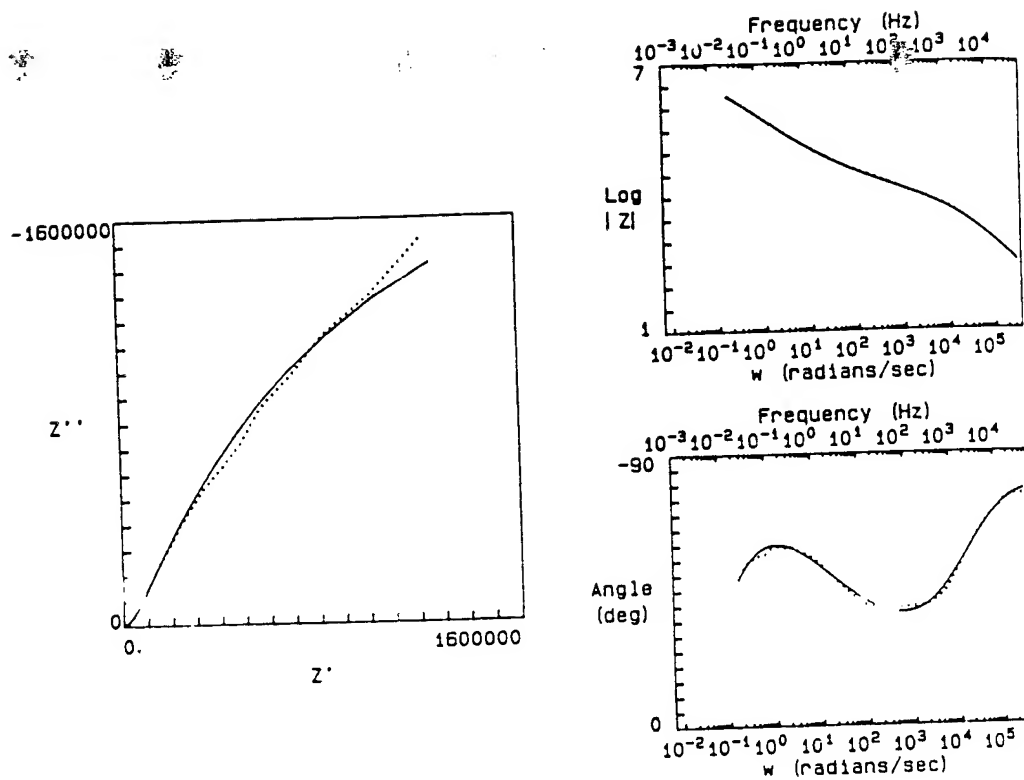 -1600000
Z''
0
0.
1600000
Z'
Frequency (Hz)
10⁻³ 10⁻² 10⁻¹ 10⁰ 10¹ 10² 10³ 10⁴
7
Log
|Z|
1
10⁻² 10⁻¹ 10⁰ 10¹ 10² 10³ 10⁴ 10⁵
w (radians/sec)
Frequency (Hz)
10⁻³ 10⁻² 10⁻¹ 10⁰ 10¹ 10² 10³ 10⁴
-90
Angle
(deg)
0
10⁻² 10⁻¹ 10⁰ 10¹ 10² 10³ 10⁴ 10⁵
w (radians/sec)